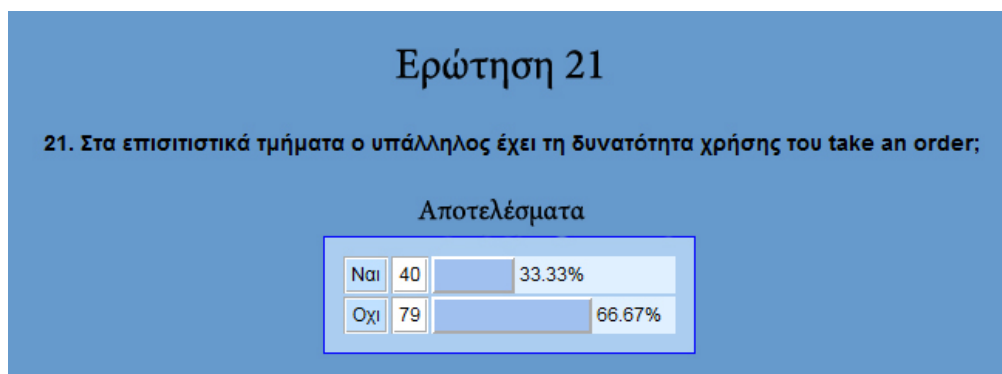 Ερώτηση 21
21. Στα επισιτιστικά τμήματα ο υπάλληλος έχει τη δυνατότητα χρήσης του take an order;
Αποτελέσματα
Ναι 40 33.33%
Οχι 79 66.67%